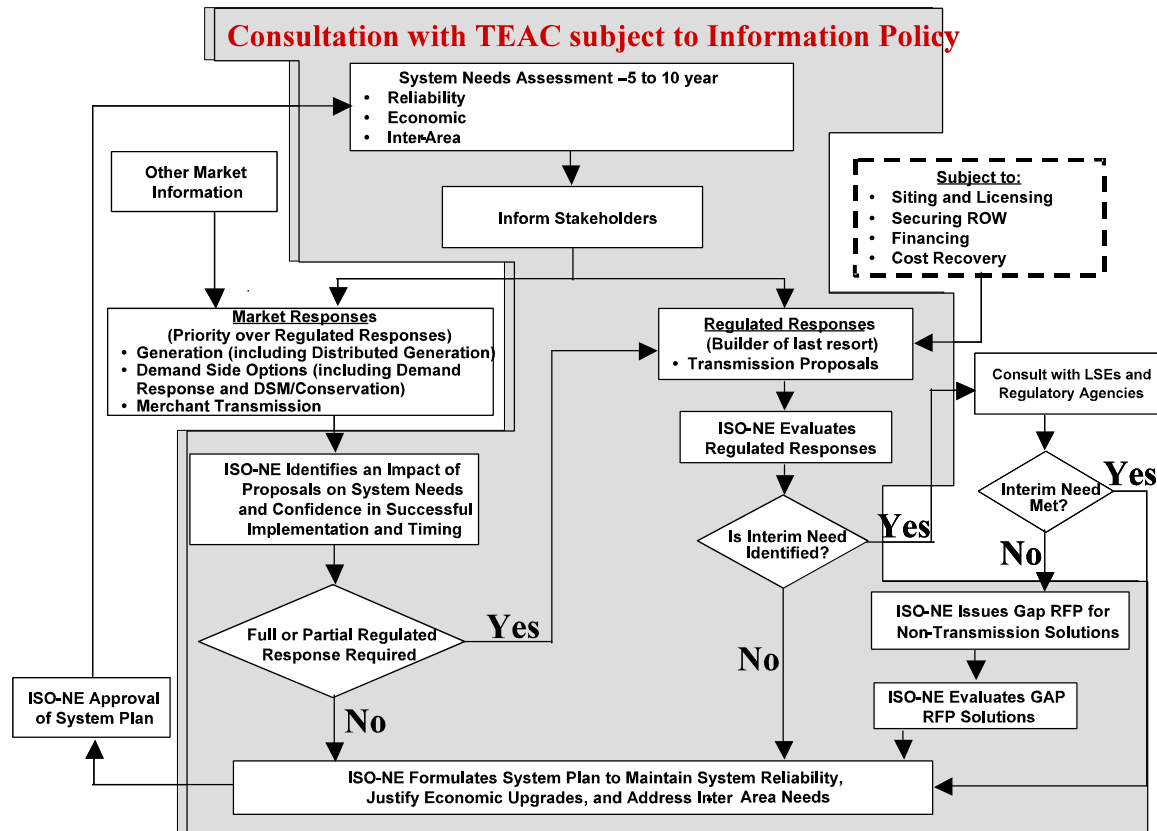 Consultation with TEAC subject to Information Policy
System Needs Assessment –5 to 10 year
• Reliability
• Economic
• Inter-Area
Other Market
Information
Inform Stakeholders
Subject to:
• Siting and Licensing
• Securing ROW
• Financing
• Cost Recovery
Market Responses
(Priority over Regulated Responses)
• Generation (including Distributed Generation)
• Demand Side Options (including Demand
Response and DSM/Conservation)
• Merchant Transmission
Regulated Responses
(Builder of last resort)
• Transmission Proposals
Consult with LSEs and
Regulatory Agencies
ISO-NE Evaluates
Regulated Responses
ISO-NE Identifies an Impact of
Proposals on System Needs
and Confidence in Successful
Implementation and Timing
Interim Need
Met?
Yes
Is Interim Need
Identified?
Yes
No
Full or Partial Regulated
Response Required
Yes
No
ISO-NE Issues Gap RFP for
Non-Transmission Solutions
No
ISO-NE Evaluates GAP
RFP Solutions
ISO-NE Approval
of System Plan
ISO-NE Formulates System Plan to Maintain System Reliability,
Justify Economic Upgrades, and Address Inter-Area Needs